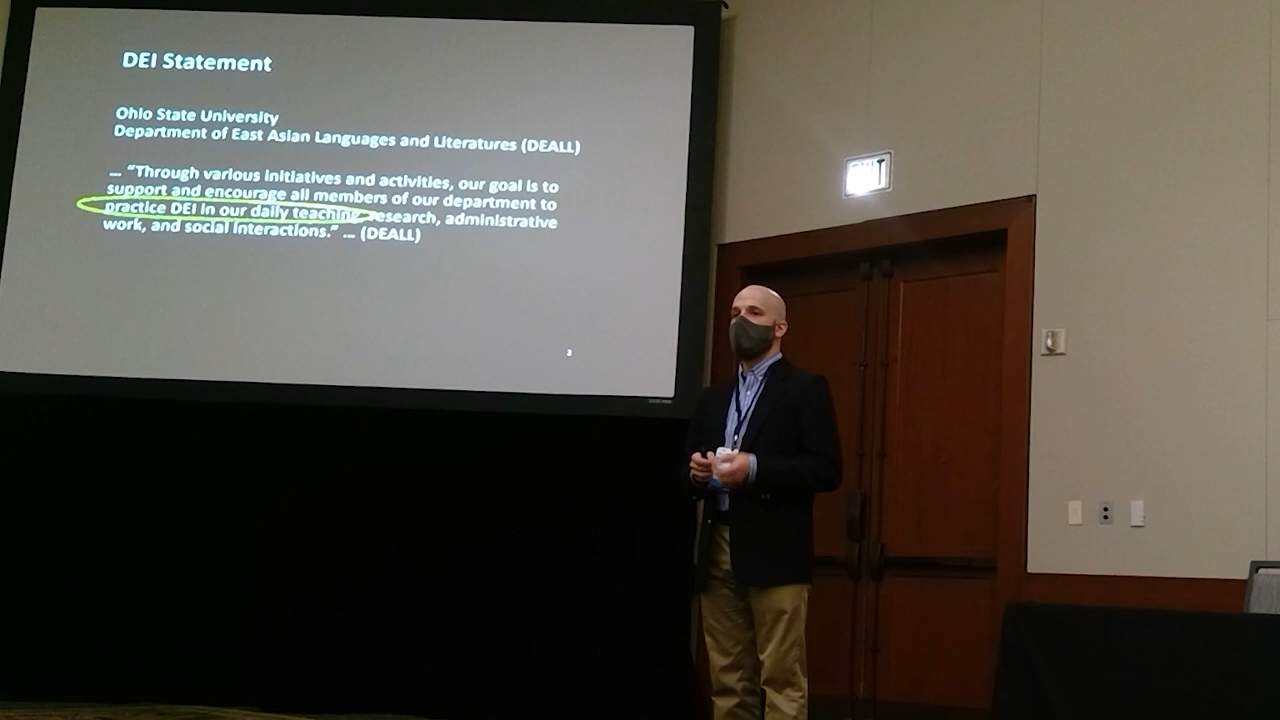 DEI Statement
Ohio State University
Department of East Asian Languages and Literatures (DEALL)
... "Through various initiatives and activities, our goal is to
support and encourage all members of our department to
practice DEI in our daily teaching, research, administrative
work, and social interactions." ... (DEALL)
2
EXIT